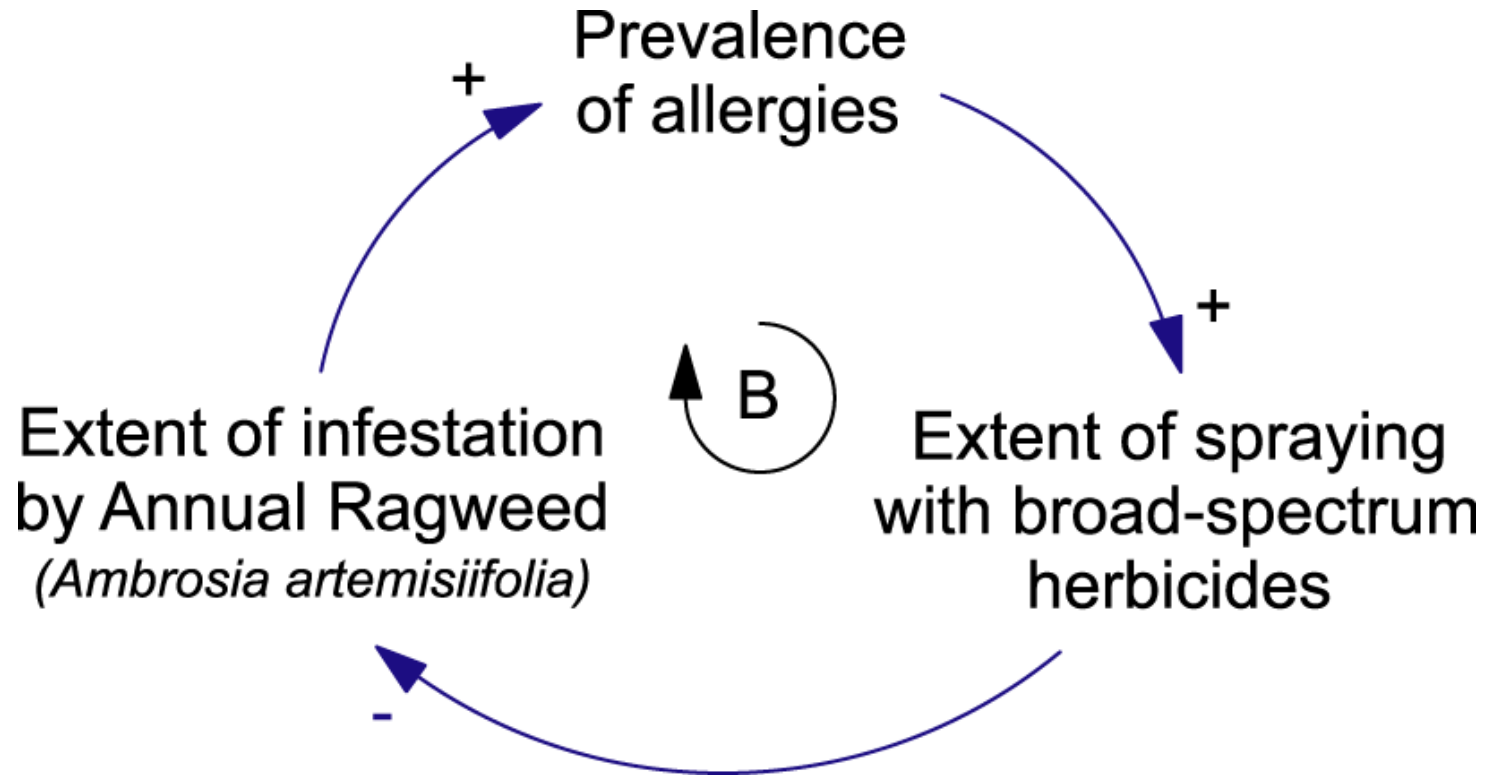 Prevalence
of allergies
+
+
B
Extent of infestation
by Annual Ragweed
(Ambrosia artemisiifolia)
Extent of spraying
with broad-spectrum
herbicides
-